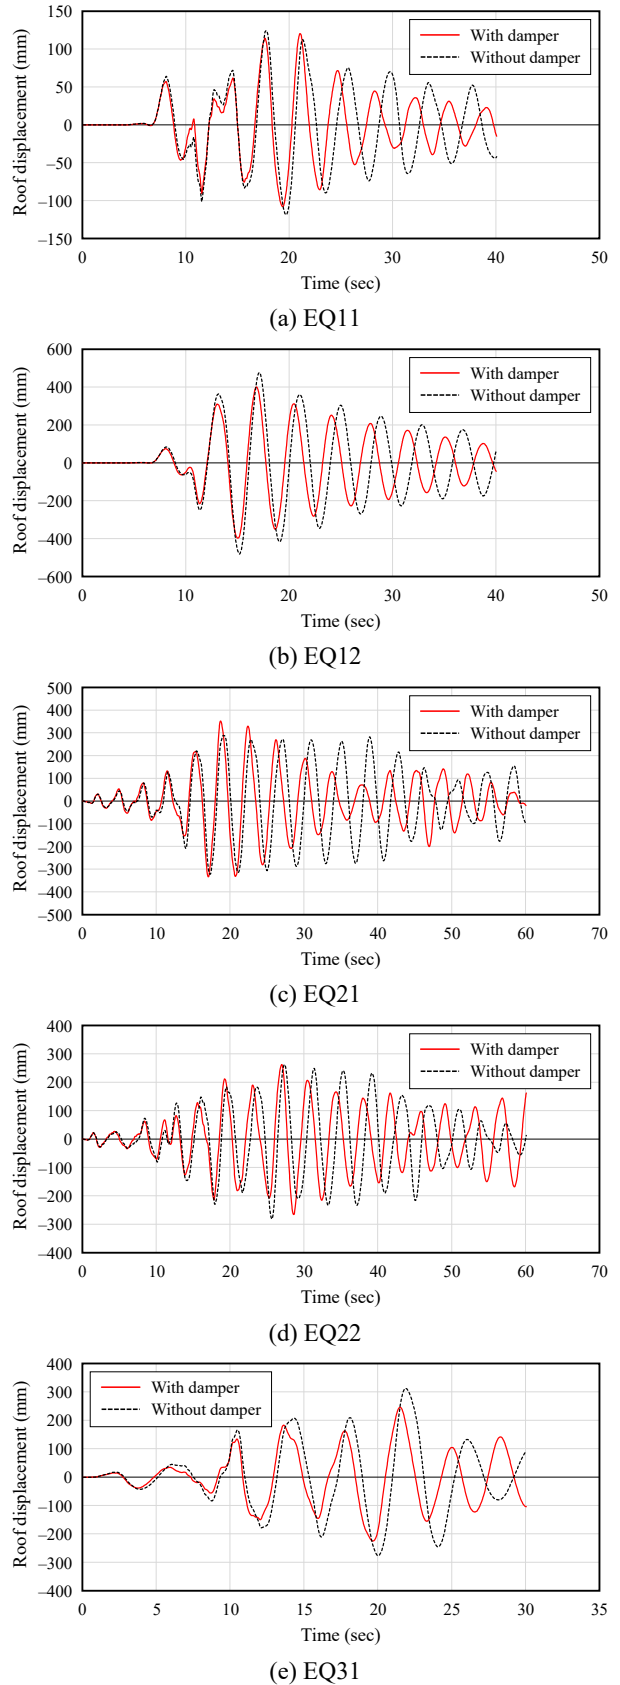 Roof displacement (mm)
150
100
50
0
–50
–100
–150
With damper
Without damper
0 10 20 30 40 50
Time (sec)
(a) EQ11
Roof displacement (mm)
600
400
200
0
–200
–400
–600
With damper
Without damper
0 10 20 30 40 50
Time (sec)
(b) EQ12
Roof displacement (mm)
500
400
300
200
100
0
–100
–200
–300
–400
–500
With damper
Without damper
0 10 20 30 40 50 60 70
Time (sec)
(c) EQ21
Roof displacement (mm)
400
300
200
100
0
–100
–200
–300
–400
With damper
Without damper
0 10 20 30 40 50 60 70
Time (sec)
(d) EQ22
Roof displacement (mm)
400
300
200
100
0
–100
–200
–300
–400
With damper
Without damper
0 5 10 15 20 25 30 35
Time (sec)
(e) EQ31